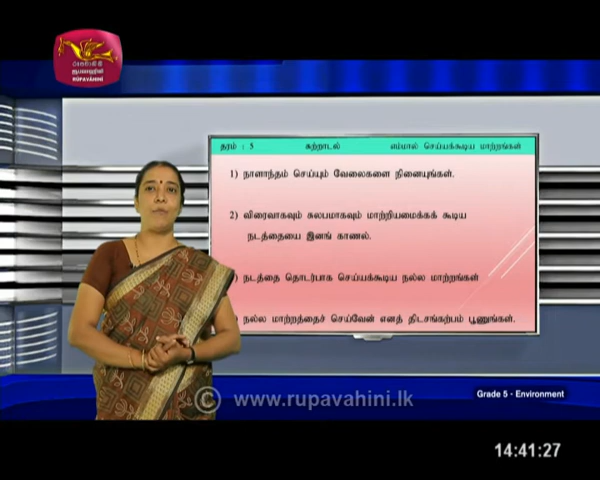 රූපවාහිනී
ரூபவாஹினி
RUPAVAHINI
தரம் : 5 சுற்றாடல் எம்மால் செய்யக்கூடிய மாற்றங்கள்
1) நாளாந்தம் செய்யும் வேலைகளை நினையுங்கள்.
2) விரைவாகவும் சுலபமாகவும் மாற்றியமைக்கக் கூடிய
நடத்தையை இனங் காணல்.
) நடத்தை தொடர்பாக செய்யக்கூடிய நல்ல மாற்றங்கள்
) நல்ல மாற்றத்தைச் செய்வேன் எனத் திடசங்கற்பம் பூணுங்கள்.
Grade 5 - Environment
© www.rupavahini.lk
14:41:27